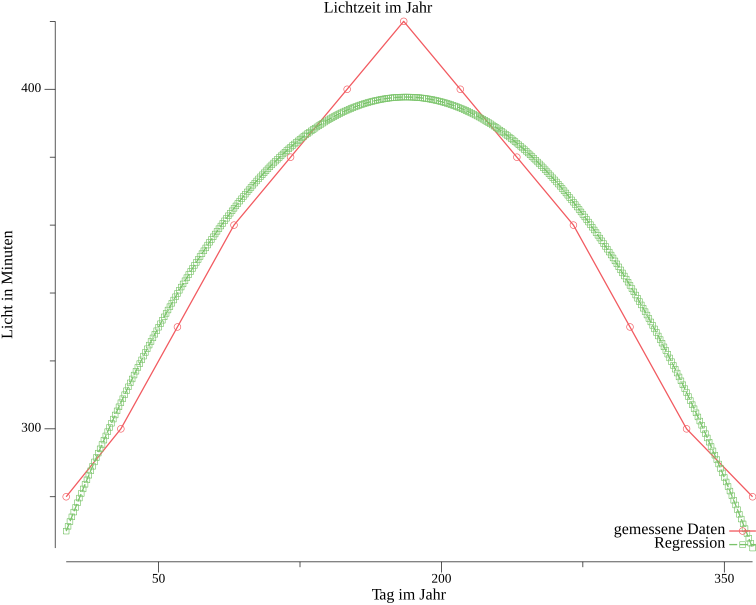 Lichtzeit im Jahr
400
Licht in Minuten
300
gemessene Daten
Regression
50
200
350
Tag im Jahr